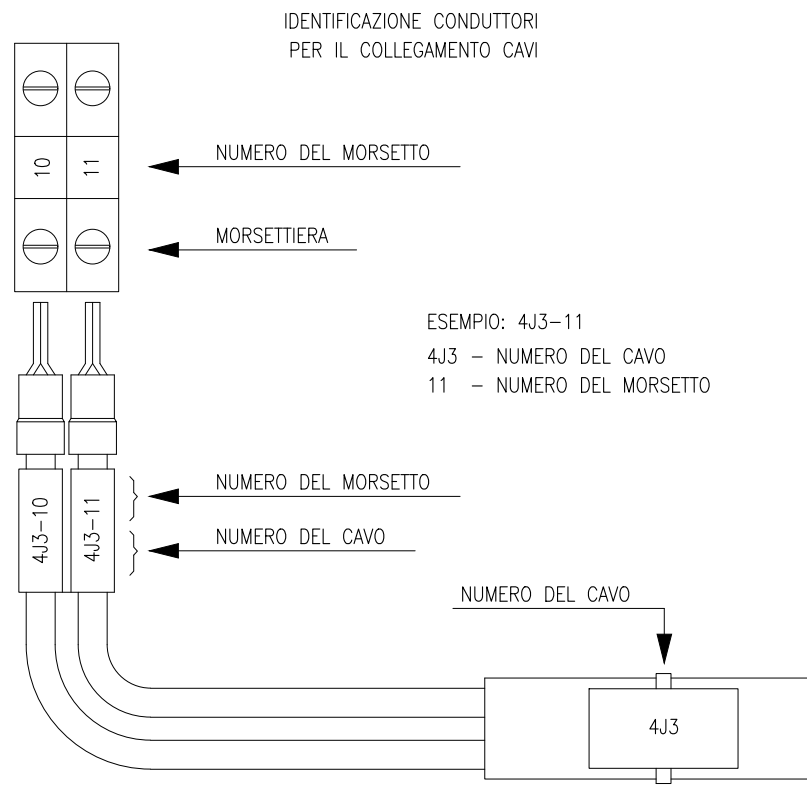 IDENTIFICAZIONE CONDUTTORI
PER IL COLLEGAMENTO CAVI
10
11
NUMERO DEL MORSETTO
MORSETTIERA
ESEMPIO: 4J3-11
4J3 - NUMERO DEL CAVO
11 - NUMERO DEL MORSETTO
4J3-10
4J3-11
NUMERO DEL MORSETTO
NUMERO DEL CAVO
NUMERO DEL CAVO
4J3